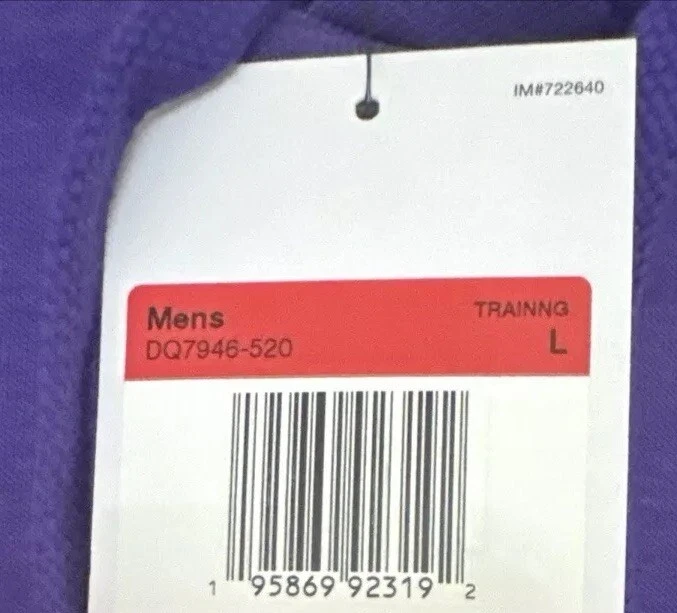 IM#722640
Mens TRAINNG
DQ7946-520 L
1 95869 92319 2